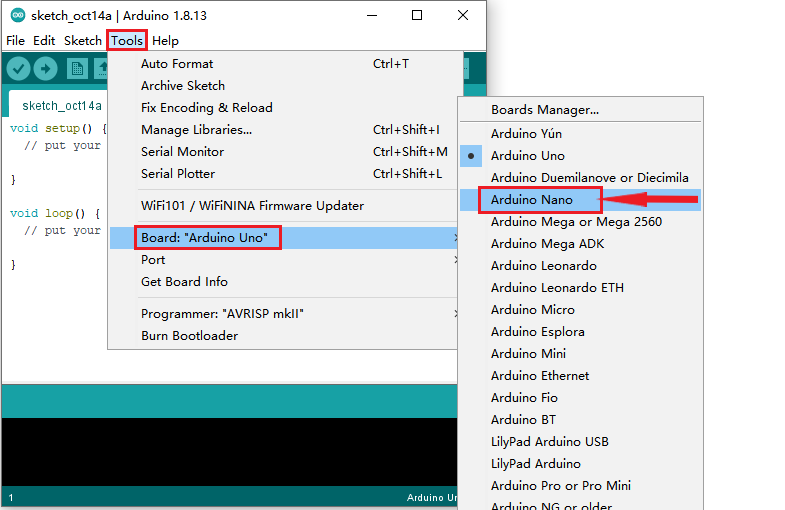 sketch_oct14a | Arduino 1.8.13
File Edit Sketch Tools Help
sketch_oct14a
void setup() {
// put your
}
void loop() {
// put your
}
Auto Format Ctrl+T
Archive Sketch
Fix Encoding & Reload
Manage Libraries... Ctrl+Shift+I
Serial Monitor Ctrl+Shift+M
Serial Plotter Ctrl+Shift+L
WiFi101 / WiFiNINA Firmware Updater
Board: "Arduino Uno"
Port
Get Board Info
Programmer: "AVRISP mkII"
Burn Bootloader
Boards Manager...
Arduino Yún
Arduino Uno
Arduino Duemilanove or Diecimila
Arduino Nano
Arduino Mega or Mega 2560
Arduino Mega ADK
Arduino Leonardo
Arduino Leonardo ETH
Arduino Micro
Arduino Esplora
Arduino Mini
Arduino Ethernet
Arduino Fio
Arduino BT
LilyPad Arduino USB
LilyPad Arduino
Arduino Pro or Pro Mini
Arduino NG or older
1 Arduino Un